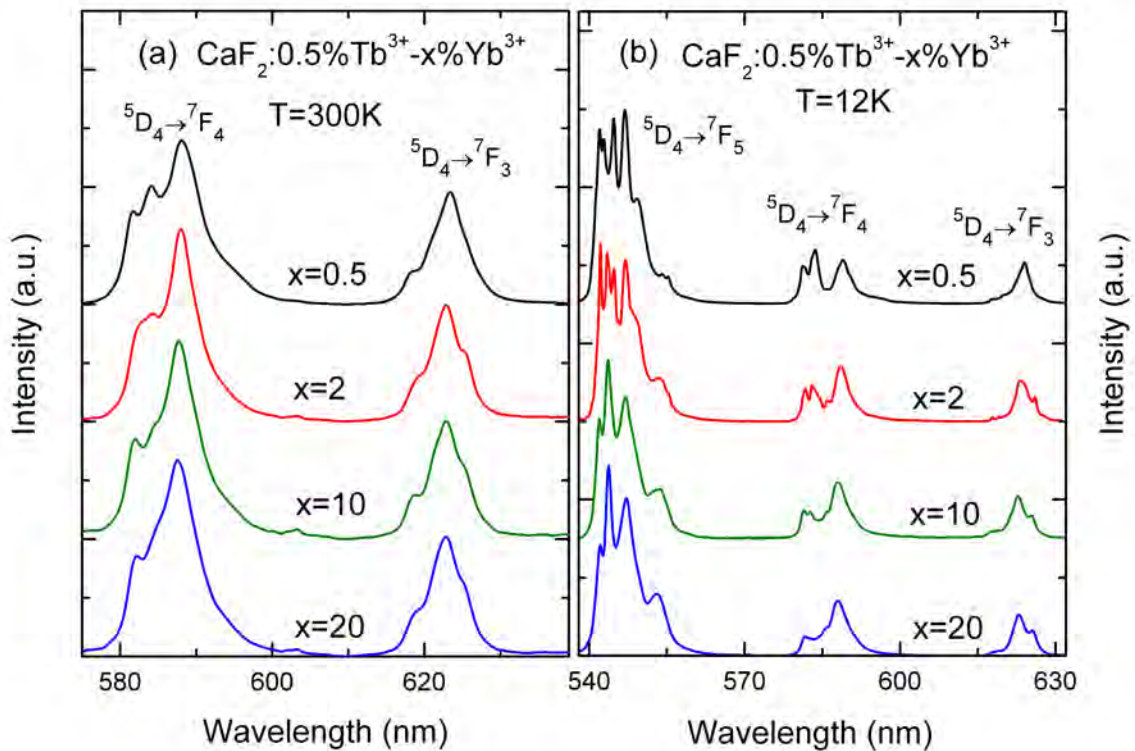 (a) CaF₂:0.5%Tb³⁺-x%Yb³⁺
T=300K
⁵D₄→⁷F₄
⁵D₄→⁷F₃
x=0.5
x=2
x=10
x=20
580 600 620
Wavelength (nm)
Intensity (a.u.)
(b) CaF₂:0.5%Tb³⁺-x%Yb³⁺
T=12K
⁵D₄→⁷F₅
⁵D₄→⁷F₄
⁵D₄→⁷F₃
x=0.5
x=2
x=10
x=20
540 570 600 630
Wavelength (nm)
Intensity (a.u.)